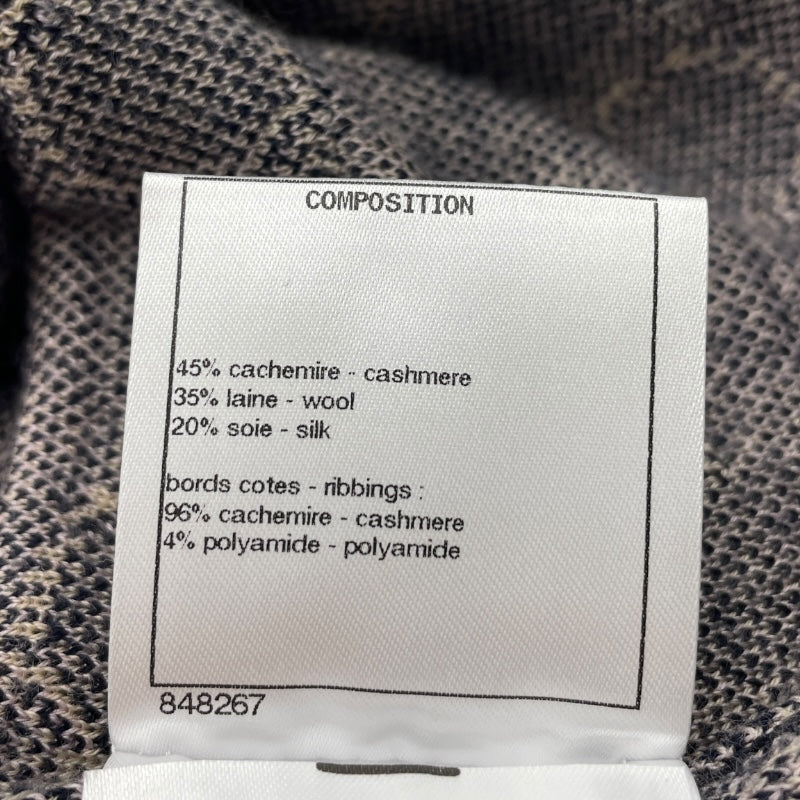 COMPOSITION
45% cachemire - cashmere
35% laine - wool
20% soie - silk
bords cotes - ribbings :
96% cachemire - cashmere
4% polyamide - polyamide
848267